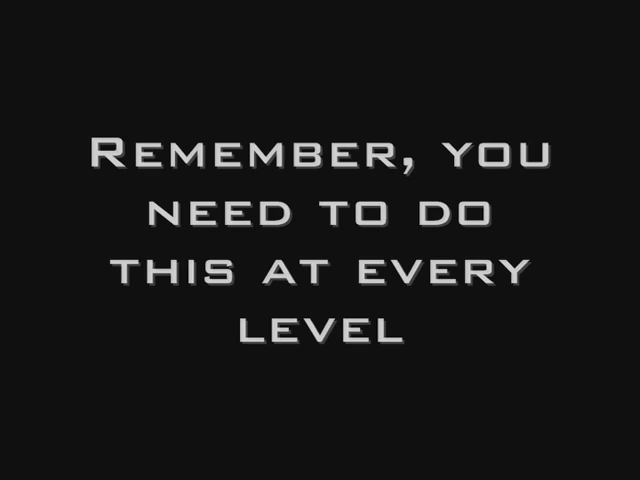 Remember, you
need to do
this at every
level